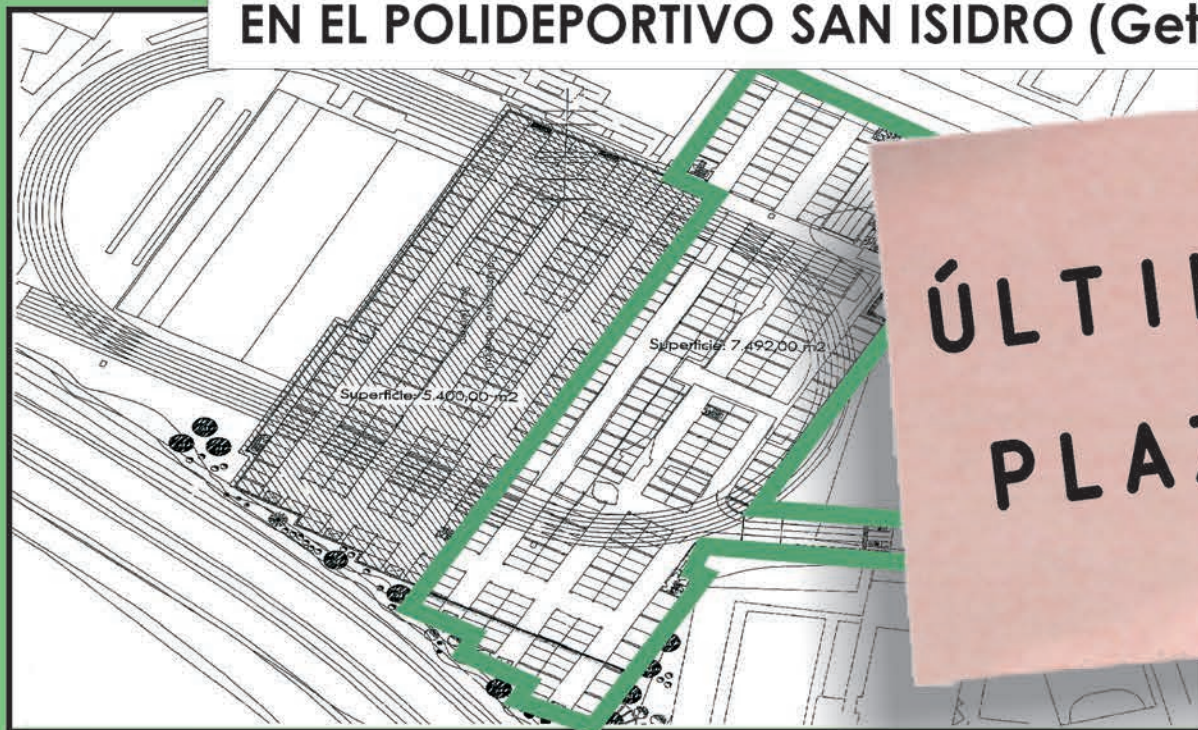 EN EL POLIDEPORTIVO SAN ISIDRO (Get
Superficie: 7.492,00 m2
Superficie: 5.400,00 m2
ÚLTI
PLA